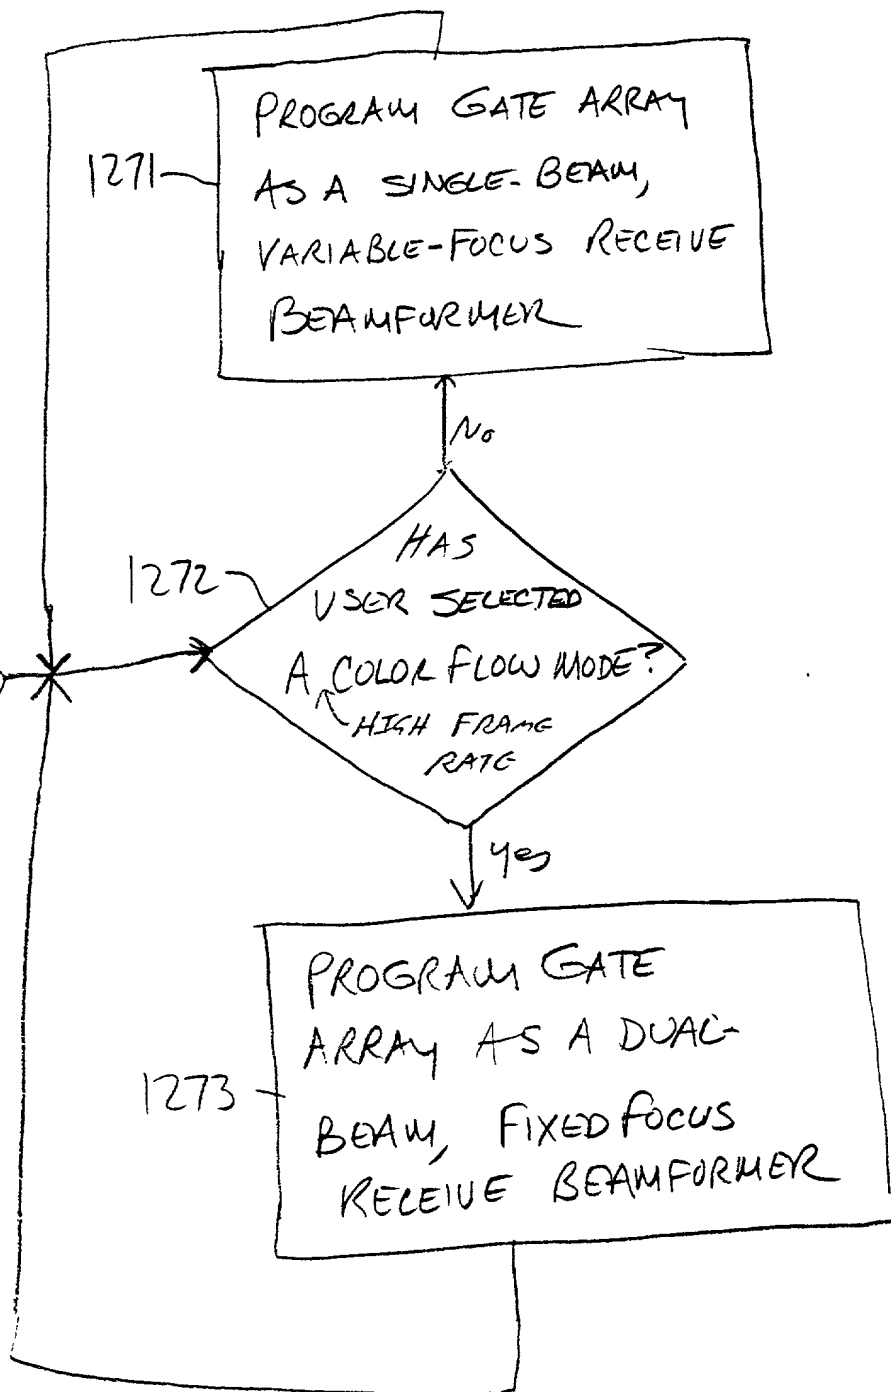 PROGRAM GATE ARRAY
1271
AS A SINGLE-BEAM,
VARIABLE-FOCUS RECEIVE
BEAMFORMER
No
HAS
1272
USER SELECTED
A COLOR FLOW MODE?
HIGH FRAME
RATE
Yes
PROGRAM GATE
ARRAY AS A DUAL-
1273
BEAM, FIXED FOCUS
RECEIVE BEAMFORMER